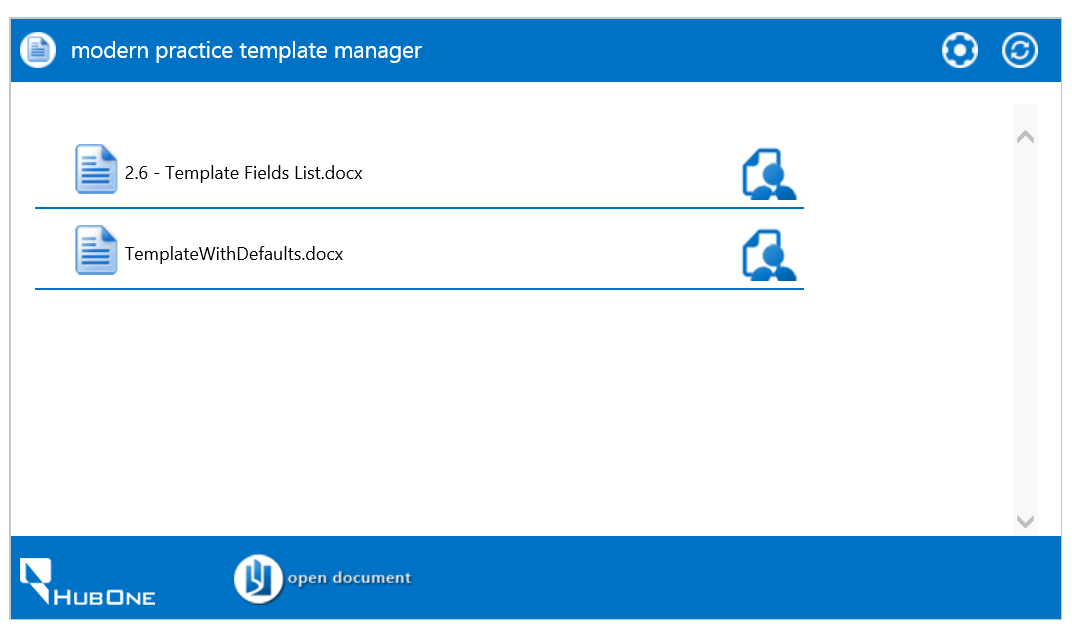 modern practice template manager
2.6 - Template Fields List.docx
TemplateWithDefaults.docx
HUBONE
open document